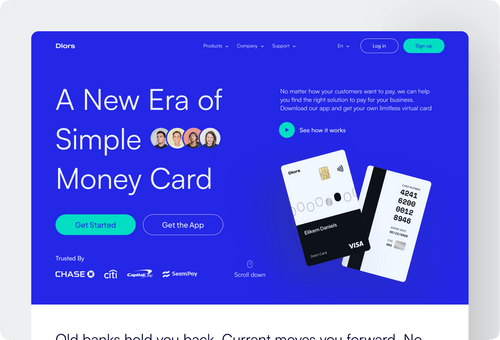 Dlors
Products
Company
Support
En
Log in
Sign up
A New Era of
Simple
Money Card
No matter how your customers want to pay, we can help
you find the right solution to pay for your business.
Download our app and get your own limitless virtual card
See how it works
Get Started
Get the App
Trusted By
CHASE
citi
Capital
SeamPay
Scroll down
Dlors
Ellkem Daniels
VISA
4241
6200
0012
8946
Old banks held you back. Current moves you forward. No